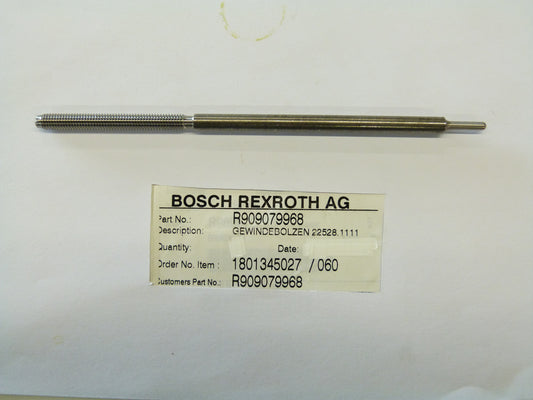 BOSCH REXROTH AG
Part No.: R909079968
Description: GEWINDEBOLZEN 22528.1111
Quantity: Date:
Order No. Item : 1801345027 / 060
Customers Part No.: R909079968